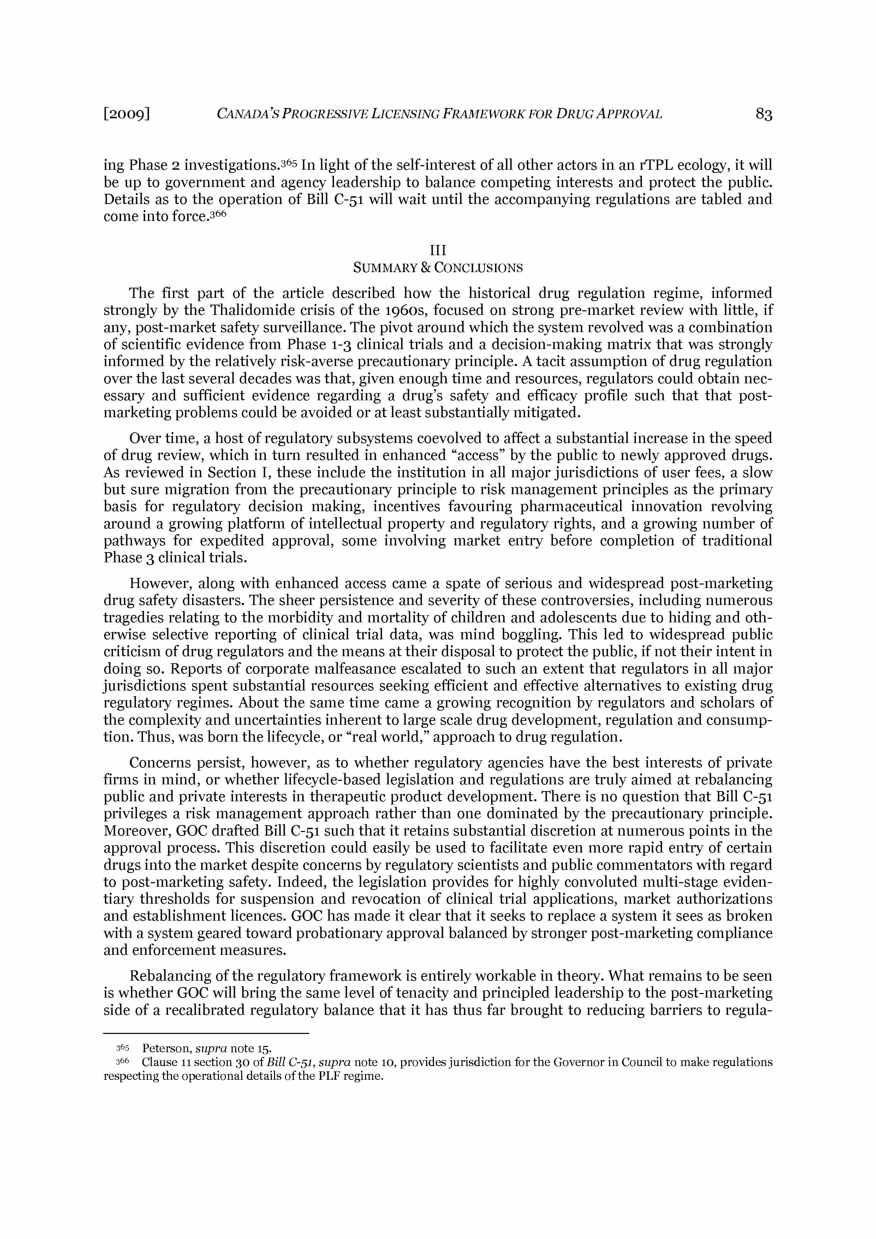 [2009] CANADA'S PROGRESSIVE LICENSING FRAMEWORK FOR DRUG APPROVAL 83
ing Phase 2 investigations.365 In light of the self-interest of all other actors in an rTPL ecology, it will
be up to government and agency leadership to balance competing interests and protect the public.
Details as to the operation of Bill C-51 will wait until the accompanying regulations are tabled and
come into force.366
III
SUMMARY & CONCLUSIONS
The first part of the article described how the historical drug regulation regime, informed
strongly by the Thalidomide crisis of the 1960s, focused on strong pre-market review with little, if
any, post-market safety surveillance. The pivot around which the system revolved was a combination
of scientific evidence from Phase 1-3 clinical trials and a decision-making matrix that was strongly
informed by the relatively risk-averse precautionary principle. A tacit assumption of drug regulation
over the last several decades was that, given enough time and resources, regulators could obtain nec-
essary and sufficient evidence regarding a drug's safety and efficacy profile such that that post-
marketing problems could be avoided or at least substantially mitigated.
Over time, a host of regulatory subsystems coevolved to affect a substantial increase in the speed
of drug review, which in turn resulted in enhanced “access” by the public to newly approved drugs.
As reviewed in Section I, these include the institution in all major jurisdictions of user fees, a slow
but sure migration from the precautionary principle to risk management principles as the primary
basis for regulatory decision making, incentives favouring pharmaceutical innovation revolving
around a growing platform of intellectual property and regulatory rights, and a growing number of
pathways for expedited approval, some involving market entry before completion of traditional
Phase 3 clinical trials.
However, along with enhanced access came a spate of serious and widespread post-marketing
drug safety disasters. The sheer persistence and severity of these controversies, including numerous
tragedies relating to the morbidity and mortality of children and adolescents due to hiding and oth-
erwise selective reporting of clinical trial data, was mind boggling. This led to widespread public
criticism of drug regulators and the means at their disposal to protect the public, if not their intent in
doing so. Reports of corporate malfeasance escalated to such an extent that regulators in all major
jurisdictions spent substantial resources seeking efficient and effective alternatives to existing drug
regulatory regimes. About the same time came a growing recognition by regulators and scholars of
the complexity and uncertainties inherent to large scale drug development, regulation and consump-
tion. Thus, was born the lifecycle, or “real world,” approach to drug regulation.
Concerns persist, however, as to whether regulatory agencies have the best interests of private
firms in mind, or whether lifecycle-based legislation and regulations are truly aimed at rebalancing
public and private interests in therapeutic product development. There is no question that Bill C-51
privileges a risk management approach rather than one dominated by the precautionary principle.
Moreover, GOC drafted Bill C-51 such that it retains substantial discretion at numerous points in the
approval process. This discretion could easily be used to facilitate even more rapid entry of certain
drugs into the market despite concerns by regulatory scientists and public commentators with regard
to post-marketing safety. Indeed, the legislation provides for highly convoluted multi-stage eviden-
tiary thresholds for suspension and revocation of clinical trial applications, market authorizations
and establishment licences. GOC has made it clear that it seeks to replace a system it sees as broken
with a system geared toward probationary approval balanced by stronger post-marketing compliance
and enforcement measures.
Rebalancing of the regulatory framework is entirely workable in theory. What remains to be seen
is whether GOC will bring the same level of tenacity and principled leadership to the post-marketing
side of a recalibrated regulatory balance that it has thus far brought to reducing barriers to regula-
365 Peterson, supra note 15.
366 Clause 11 section 30 of Bill C-51, supra note 10, provides jurisdiction for the Governor in Council to make regulations
respecting the operational details of the PLF regime.